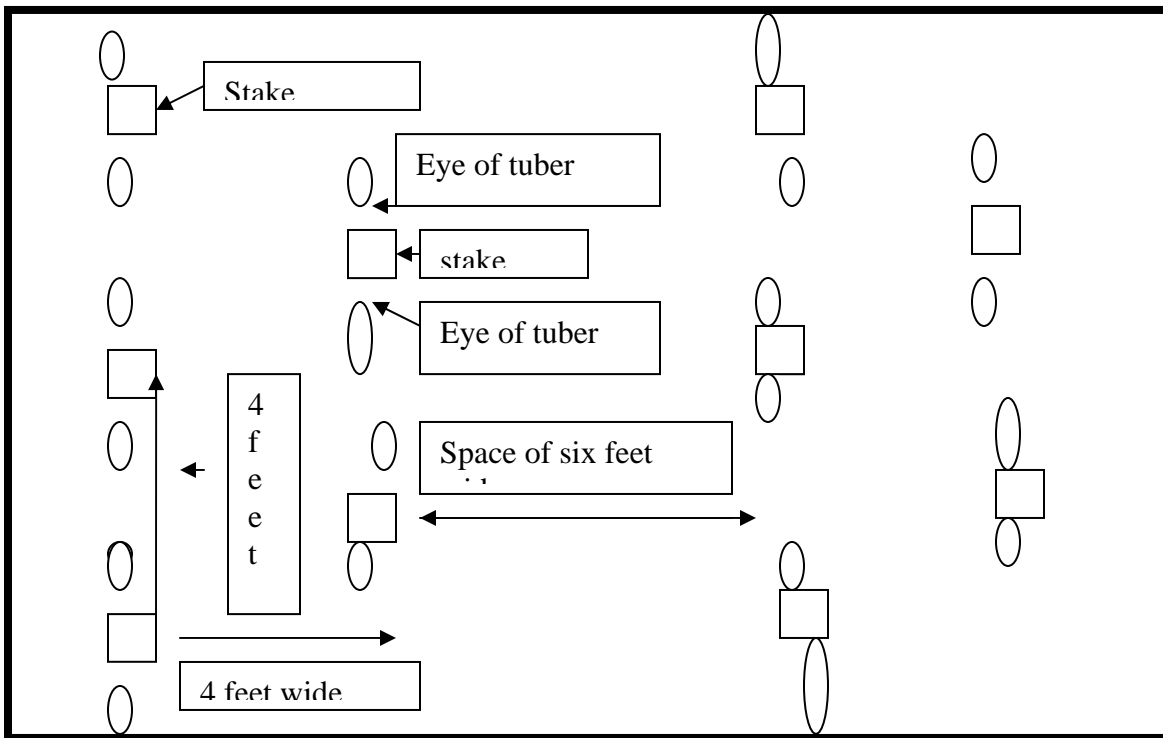 Stake
Eye of tuber
stake
Eye of tuber
4
f
e
e
t
Space of six feet
4 feet wide